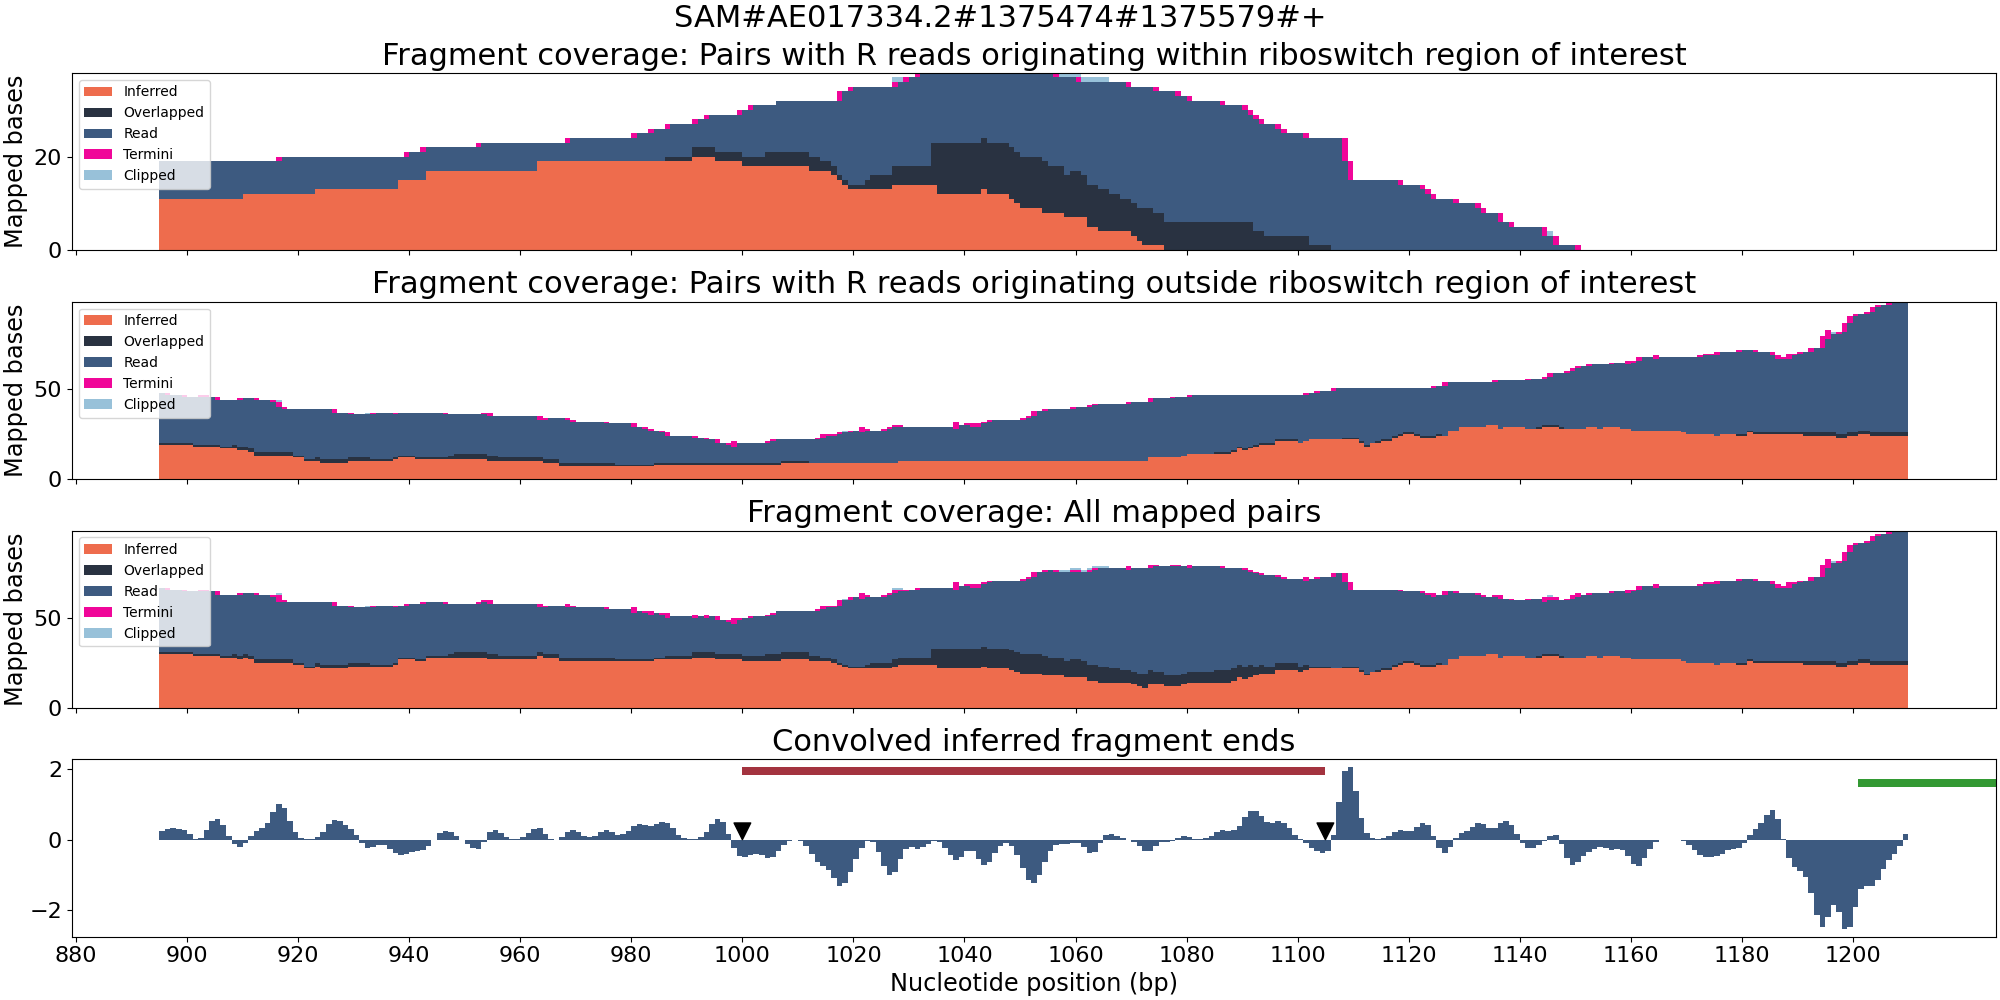 SAM#AE017334.2#1375474#1375579#+
Fragment coverage: Pairs with R reads originating within riboswitch region of interest
Mapped bases
20
0
Inferred
Overlapped
Read
Termini
Clipped
Fragment coverage: Pairs with R reads originating outside riboswitch region of interest
Mapped bases
50
0
Inferred
Overlapped
Read
Termini
Clipped
Fragment coverage: All mapped pairs
Mapped bases
50
0
Inferred
Overlapped
Read
Termini
Clipped
Convolved inferred fragment ends
2
0
−2
880 900 920 940 960 980 1000 1020 1040 1060 1080 1100 1120 1140 1160 1180 1200
Nucleotide position (bp)